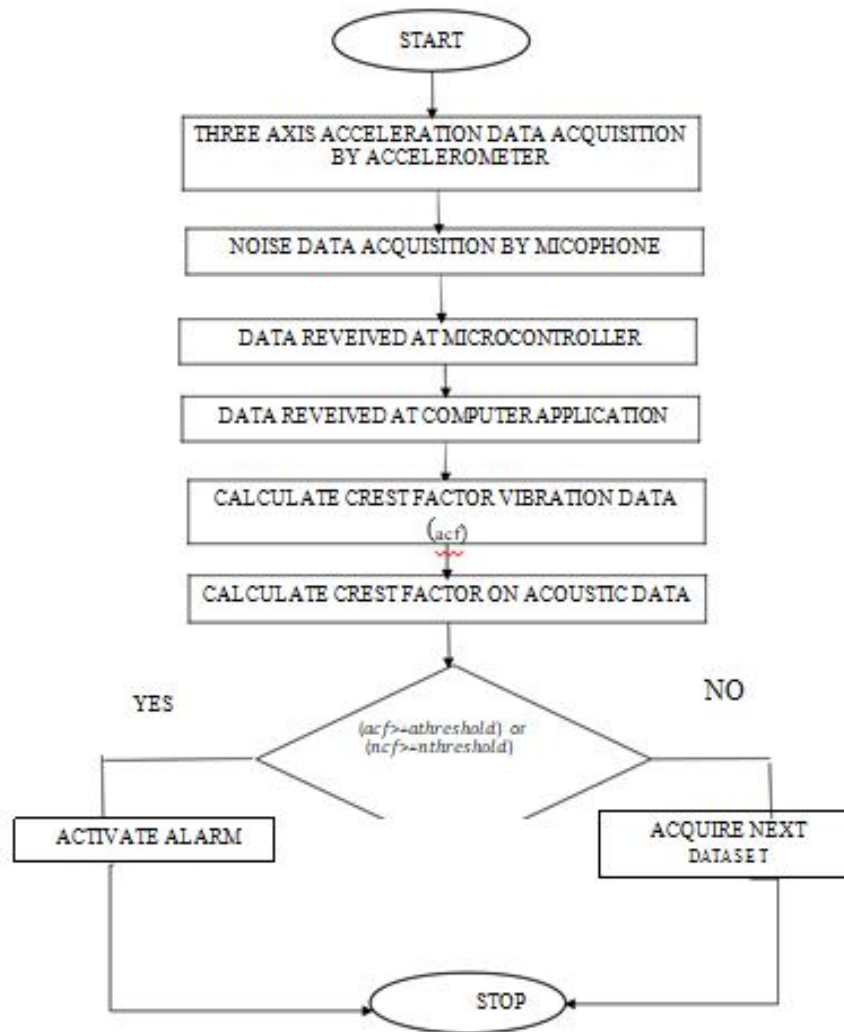 START
THREE AXIS ACCELERATION DATA ACQUISITION
BY ACCELEROMETER
NOISE DATA ACQUISITION BY MICOPHONE
DATA REVEIVED AT MICROCONTROLLER
DATA REVEIVED AT COMPUTER APPLICATION
CALCULATE CREST FACTOR VIBRATION DATA
(acf)
CALCULATE CREST FACTOR ON ACOUSTIC DATA
YES
NO
(acf>=athreshold) or
(ncf>=nthreshold)
ACTIVATE ALARM
ACQUIRE NEXT
DATASET
STOP